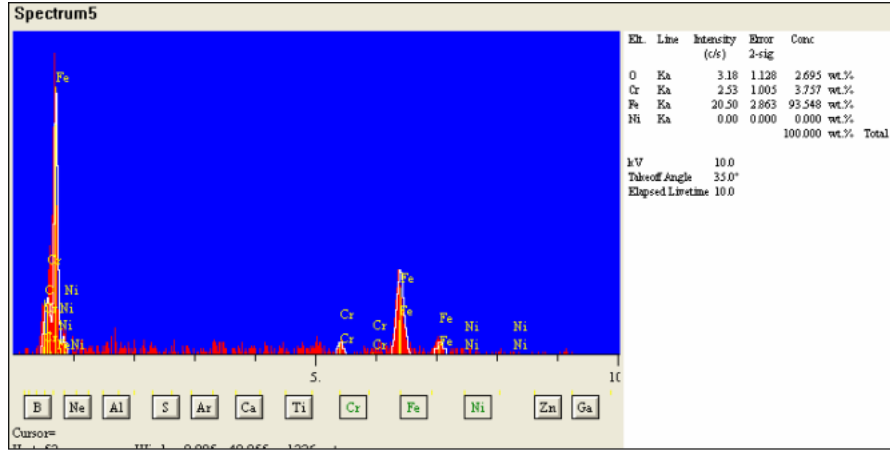 Spectrum5
Elt. Line Intensity Error Conc
(c/s) 2-sig
O Ka 3.18 1.128 2.695 wt.%
Cr Ka 2.53 1.005 3.757 wt.%
Fe Ka 20.50 2.863 93.548 wt.%
Ni Ka 0.00 0.000 0.000 wt.%
100.000 wt.% Total
kV 10.0
Takeoff Angle 35.0°
Elapsed Livetime 10.0
Fe
Cr
Ni
Ni
Ni
Cr
Ni
Cr Cr
Cr Cr
Fe
Fe
Fe
Fe
Ni Ni
Ni Ni
5. 10
B Ne Al S Ar Ca Ti Cr Fe Ni Zn Ga
Cursor=